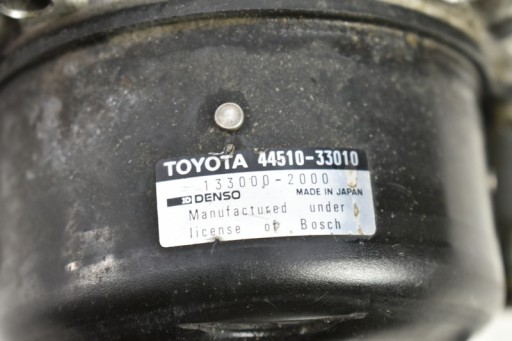 TOYOTA 44510-33010
133000-2000
DENSO MADE IN JAPAN
Manufactured under
license of Bosch